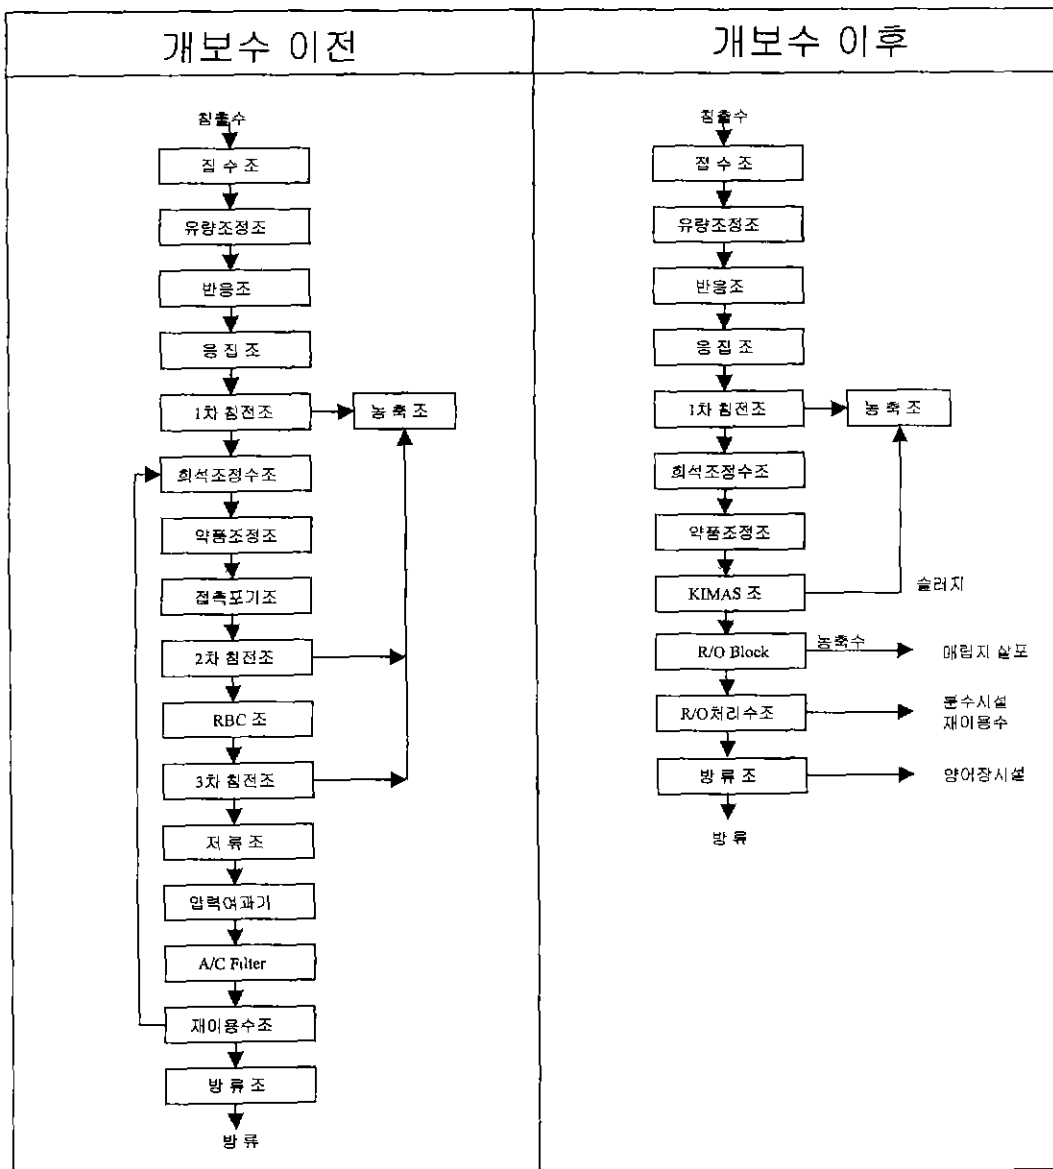 개보수 이전
침출수
집 수 조
유량조정조
반응조
응 집 조
1차 침전조
농 축 조
희석조정수조
약품조정조
접촉포기조
2차 침전조
RBC 조
3차 침전조
저 류 조
압력여과기
A/C Filter
재이용수조
방 류 조
방 류
개보수 이후
침출수
집 수 조
유량조정조
반응조
응 집 조
1차 침전조
농 축 조
희석조정수조
약품조정조
KIMAS 조
슬러지
R/O Block
농축수
매립지 살포
R/O처리수조
분수시설
재이용수
방 류 조
양어장시설
방 류